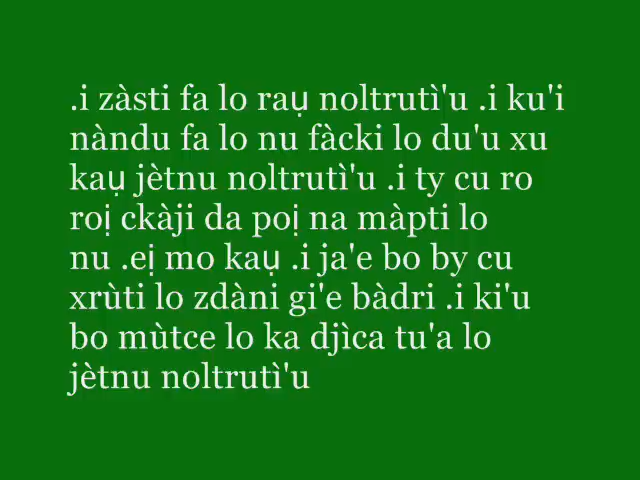 .i zàsti fa lo raụ noltrutì'u .i ku'i
nàndu fa lo nu fàcki lo du'u xu
kaụ jètnu noltrutì'u .i ty cu ro
roị ckàji da poị na màpti lo
nu .eị mo kaụ .i ja'e bo by cu
xrùti lo zdàni gi'e bàdri .i ki'u
bo mùtce lo ka djìca tu'a lo
jètnu noltrutì'u